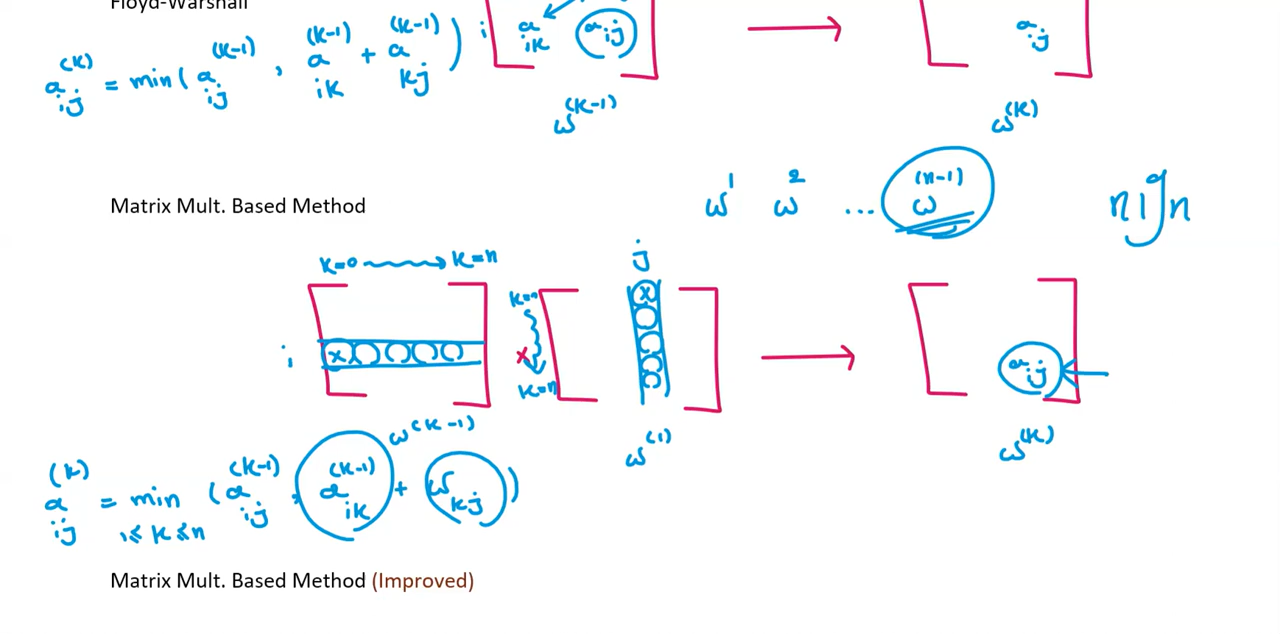 Floyd-Warshall
a_ij^(k) = min( a_ij^(k-1) , a_ik^(k-1) + a_kj^(k-1) ) i a_ik a_ij a_ij
w^(k-1) w^(k)
w^1 w^2 ... w^(n-1) nlgn
Matrix Mult. Based Method
k=0 k=n j
k=0
i x x x a_ij
k=n
w^(k-1) w^(1) w^(k)
a_ij^(k) = min ( a_ij^(k-1) , a_ik^(k-1) + w_kj )
1≤k≤n
Matrix Mult. Based Method (Improved)